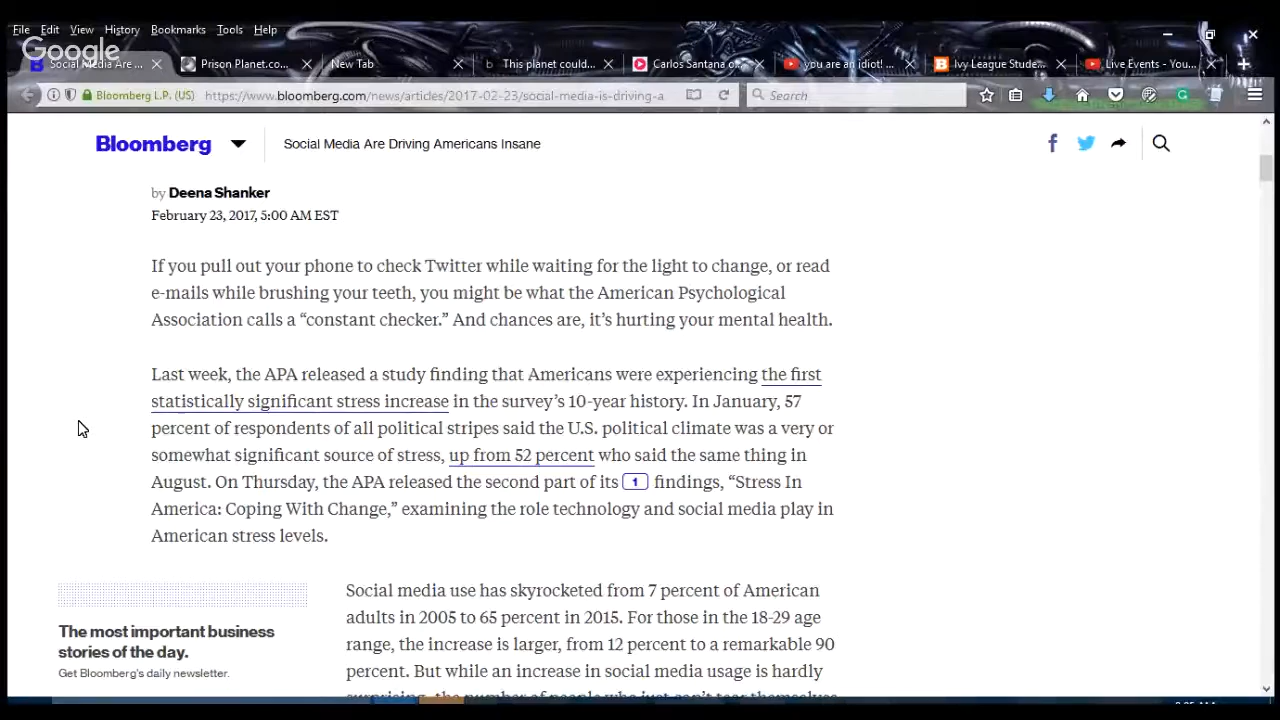 File Edit View History Bookmarks Tools Help
Google
Social Media Are ... Prison Planet.co... New Tab This planet could... Carlos Santana o... you are an idiot! ... Ivy League Stude... Live Events - You...
Bloomberg L.P. (US) https://www.bloomberg.com/news/articles/2017-02-23/social-media-is-driving-a Search
Bloomberg Social Media Are Driving Americans Insane
by Deena Shanker
February 23, 2017, 5:00 AM EST
If you pull out your phone to check Twitter while waiting for the light to change, or read
e-mails while brushing your teeth, you might be what the American Psychological
Association calls a “constant checker.” And chances are, it’s hurting your mental health.
Last week, the APA released a study finding that Americans were experiencing the first
statistically significant stress increase in the survey’s 10-year history. In January, 57
percent of respondents of all political stripes said the U.S. political climate was a very or
somewhat significant source of stress, up from 52 percent who said the same thing in
August. On Thursday, the APA released the second part of its 1 findings, “Stress In
America: Coping With Change,” examining the role technology and social media play in
American stress levels.
Social media use has skyrocketed from 7 percent of American
adults in 2005 to 65 percent in 2015. For those in the 18-29 age
range, the increase is larger, from 12 percent to a remarkable 90
percent. But while an increase in social media usage is hardly
surprising, the number of people who just can’t tear themselves
The most important business
stories of the day.
Get Bloomberg's daily newsletter.